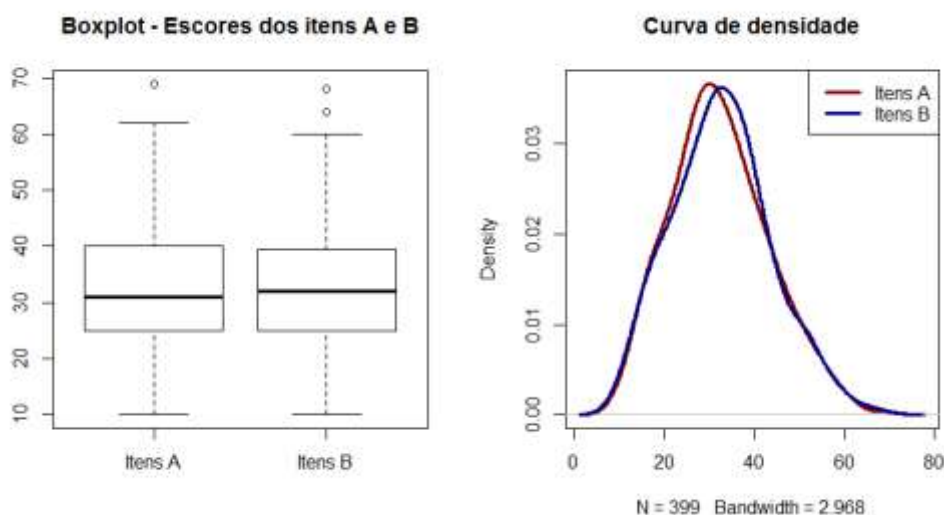 Boxplot - Escores dos itens A e B
70
60
50
40
30
20
10
Itens A
Itens B
Curva de densidade
Itens A
Itens B
Density
0.03
0.02
0.01
0.00
0
20
40
60
80
N = 399 Bandwidth = 2.968